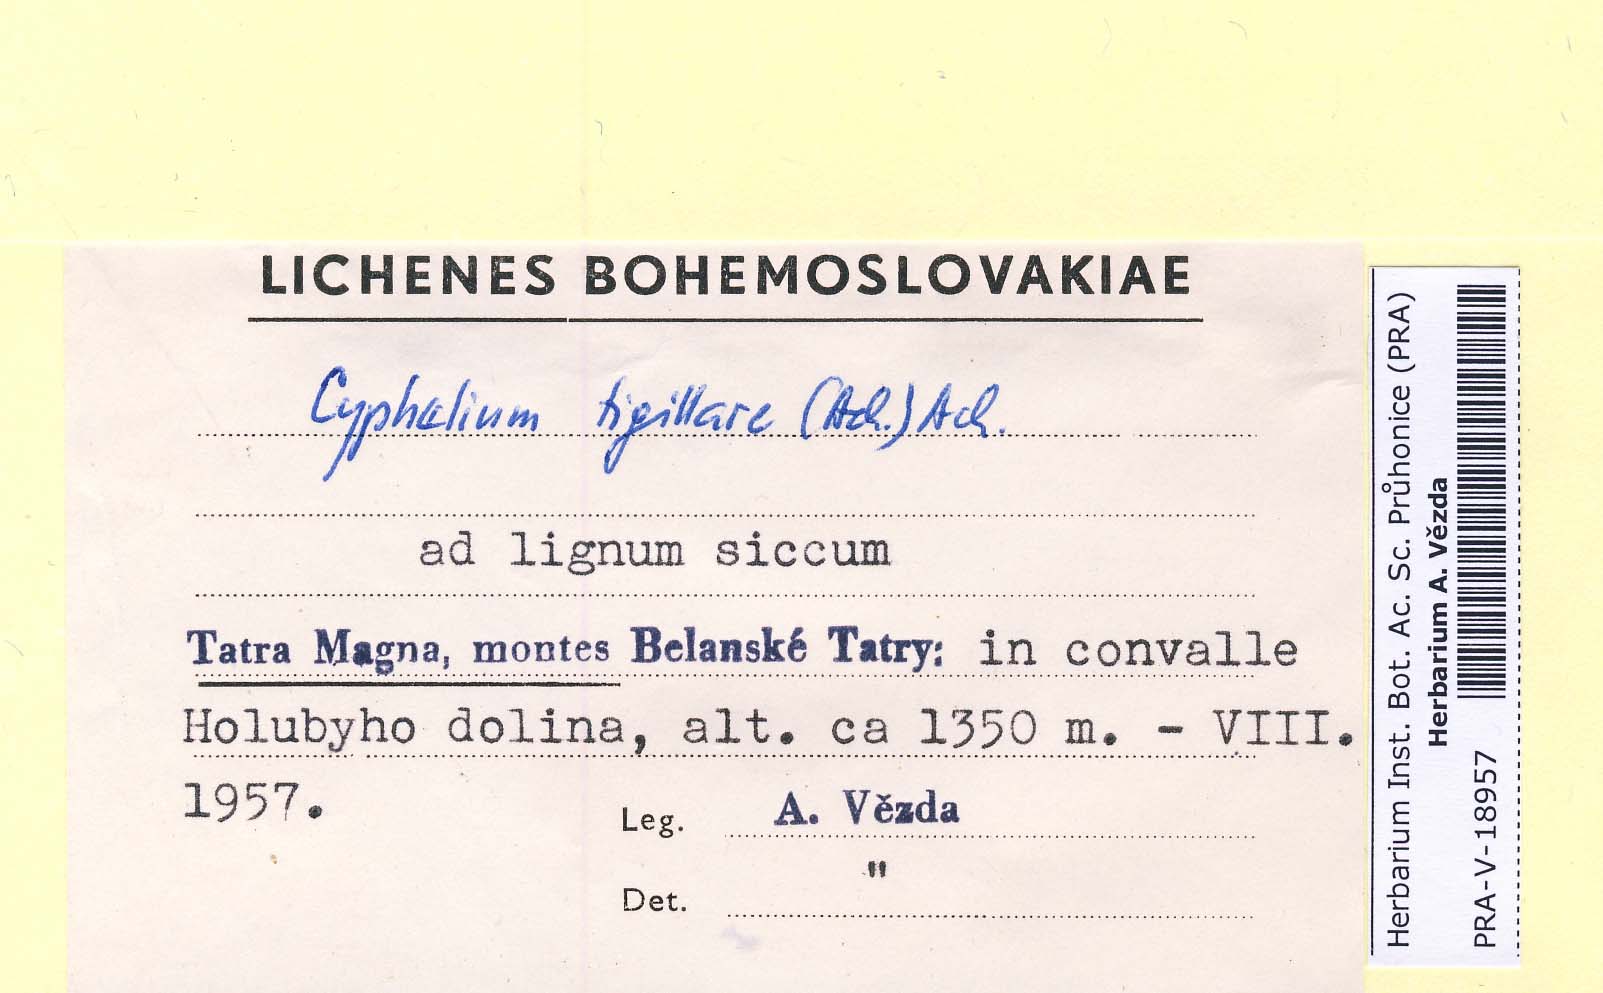 LICHENES BOHEMOSLOVAKIAE
Cyphelium tigillare (Ach.) Ach.
ad lignum siccum
Tatra Magna, montes Belanské Tatry: in convalle
Holubyho dolina, alt. ca 1350 m. - VIII.
1957.
Leg. A. Vězda
Det. "
Herbarium Inst. Bot. Ac. Sc. Průhonice (PRA)
Herbarium A. Vězda
PRA-V-18957